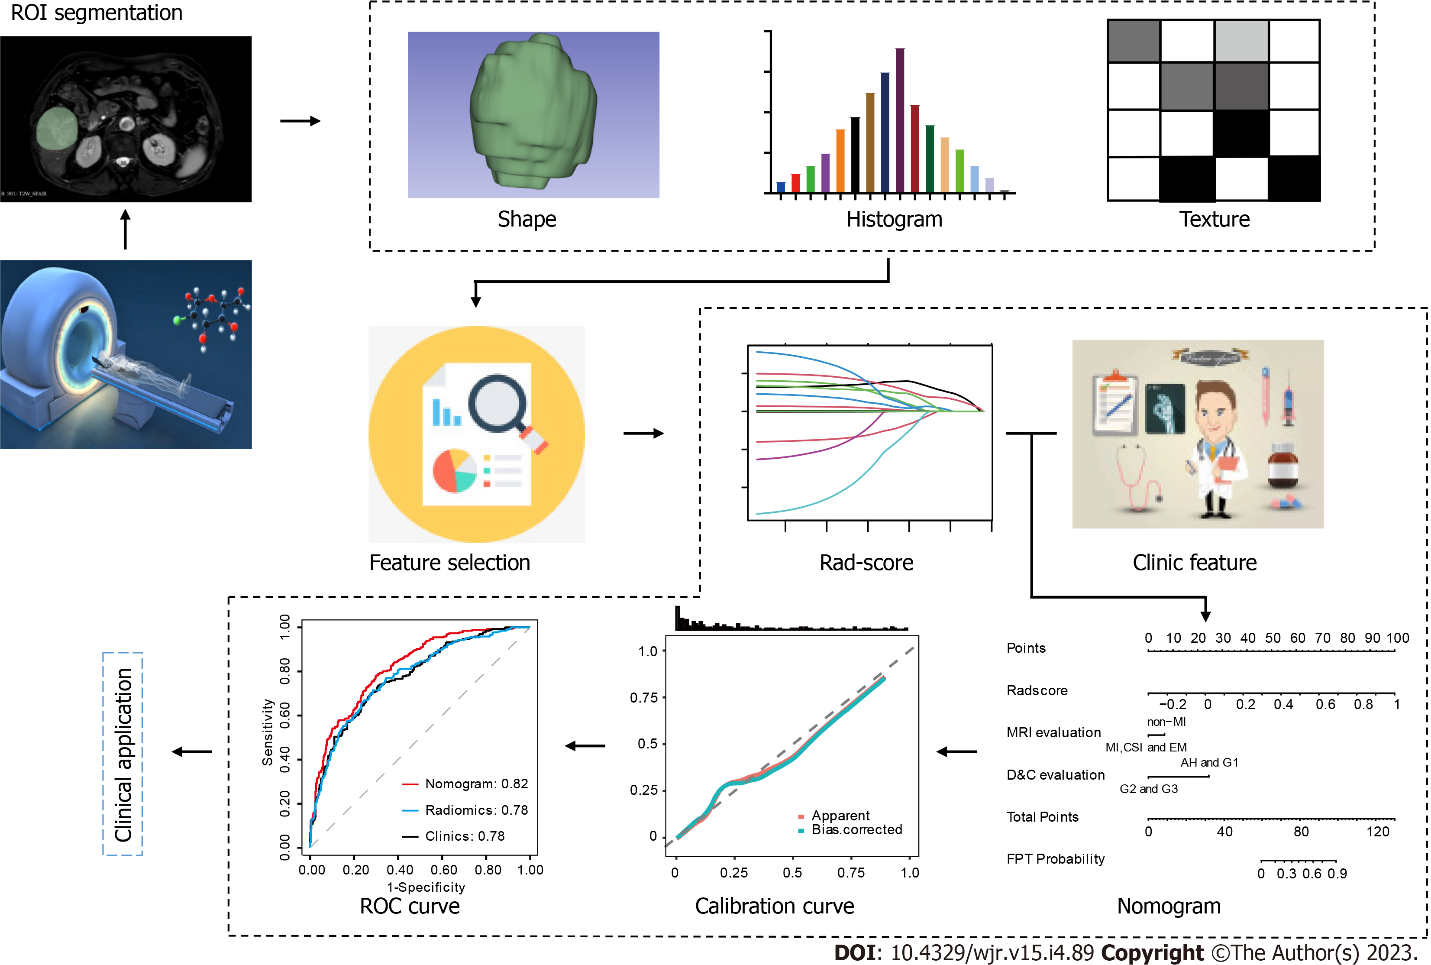 ROI segmentation
Shape
Histogram
Texture
Feature selection
Rad-score
Clinic feature
Points
0 10 20 30 40 50 60 70 80 90 100
Radscore
−0.2 0 0.2 0.4 0.6 0.8 1
MRI evaluation
non−MI
MI,CSI and EM
D&C evaluation
AH and G1
G2 and G3
Total Points
0 40 80 120
FPT Probability
0 0.3 0.6 0.9
Nomogram
1.0
0.75
0.5
0.25
0
0 0.25 0.5 0.75 1.0
Apparent
Bias.corrected
Calibration curve
Sensitivity
1.00
0.80
0.60
0.40
0.20
0.00
0.00 0.20 0.40 0.60 0.80 1.00
1-Specificity
Nomogram: 0.82
Radiomics: 0.78
Clinics: 0.78
ROC curve
Clinical application
DOI: 10.4329/wjr.v15.i4.89 Copyright ©The Author(s) 2023.